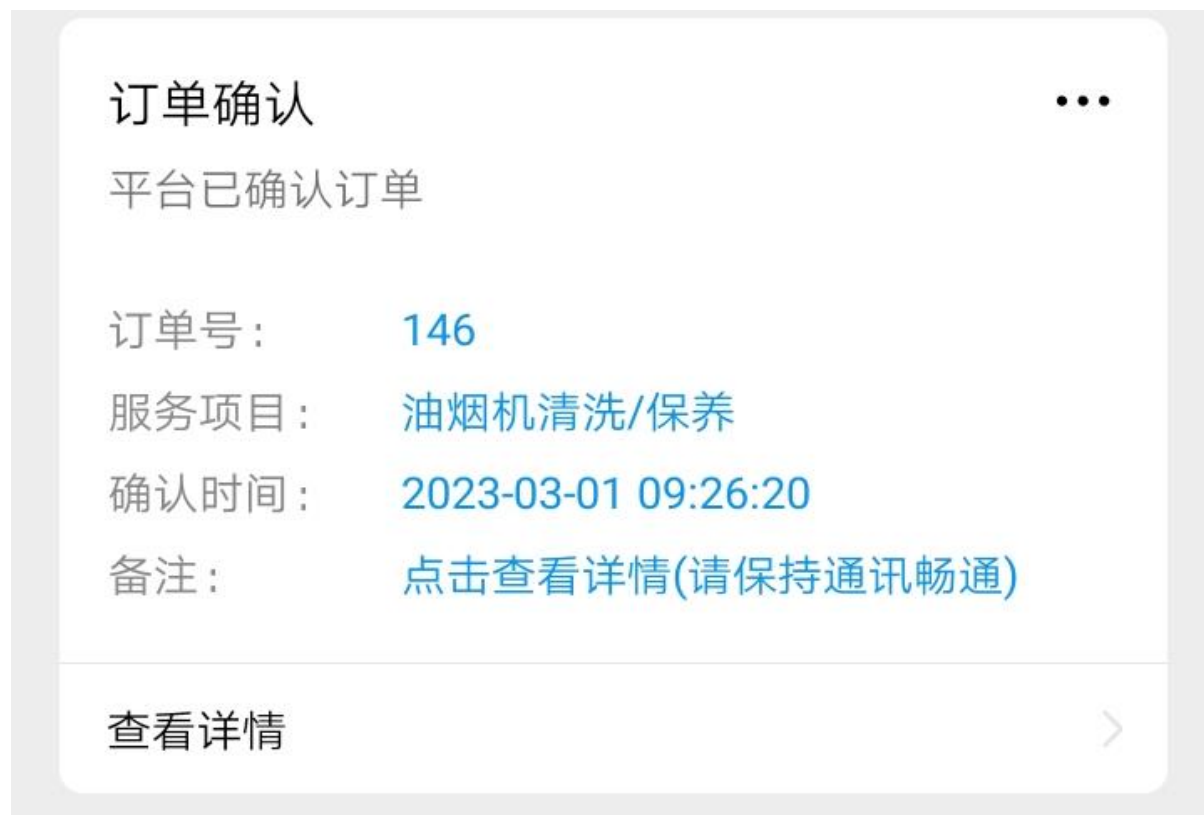 订单确认
平台已确认订单
订单号: 146
服务项目: 油烟机清洗/保养
确认时间: 2023-03-01 09:26:20
备注: 点击查看详情(请保持通讯畅通)
查看详情